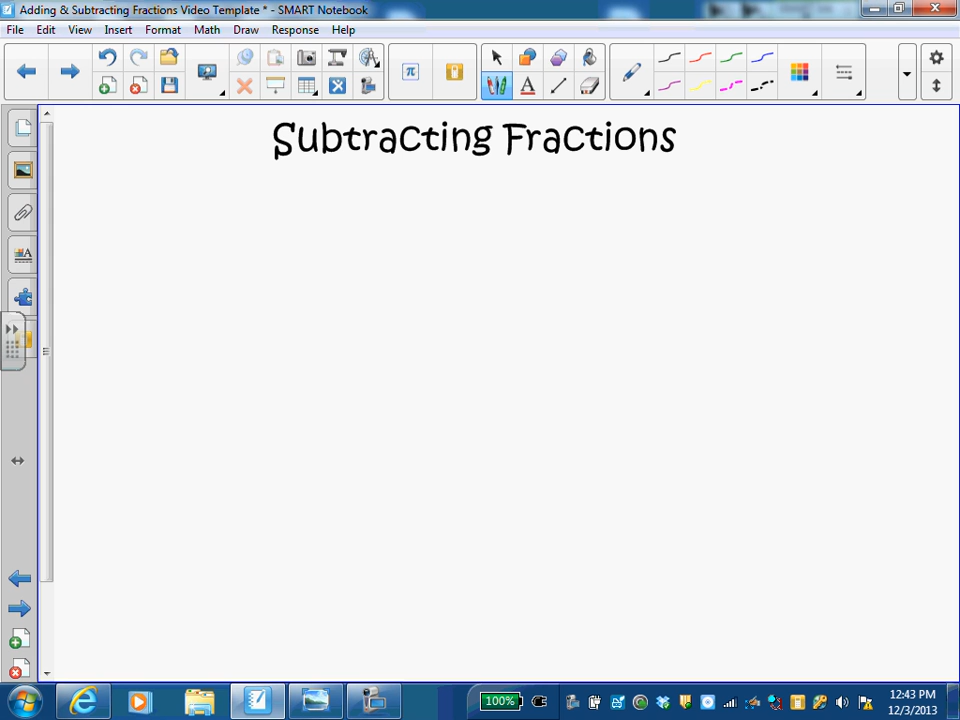 Adding & Subtracting Fractions Video Template * - SMART Notebook
File Edit View Insert Format Math Draw Response Help
Subtracting Fractions
100%
12:43 PM
12/3/2013